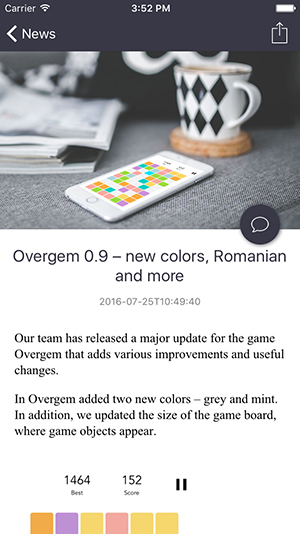 Carrier 3:52 PM
News
Overgem 0.9 – new colors, Romanian
and more
2016-07-25T10:49:40
Our team has released a major update for the game
Overgem that adds various improvements and useful
changes.
In Overgem added two new colors – grey and mint.
In addition, we updated the size of the game board,
where game objects appear.
1464 152
Best Score